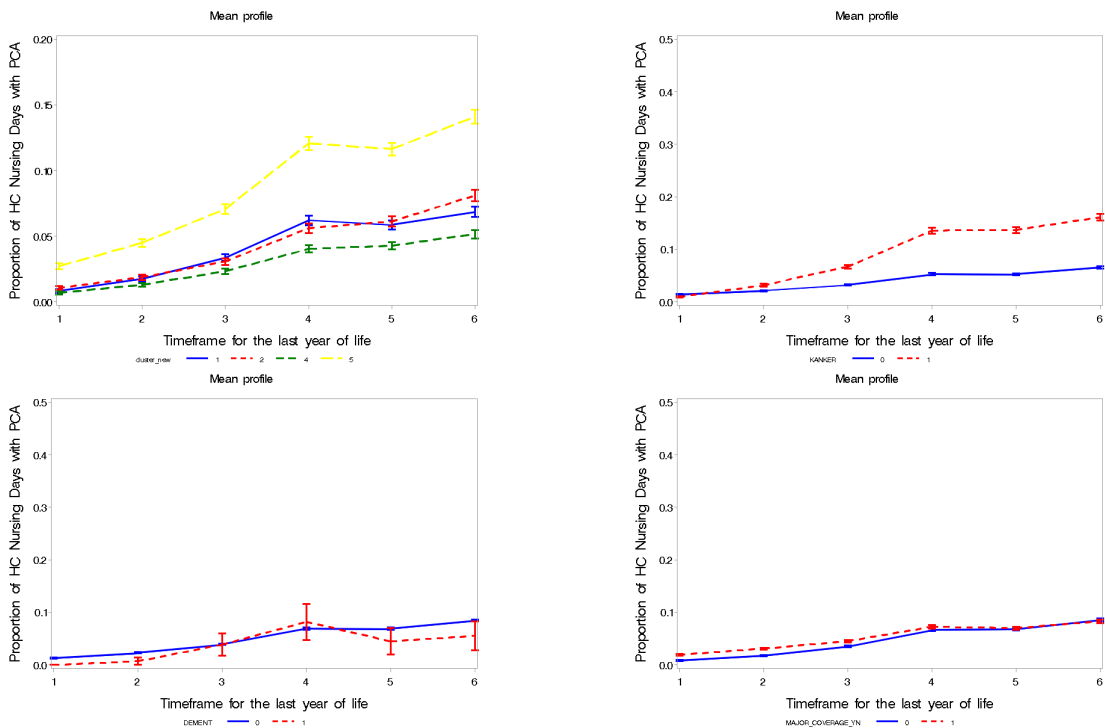 Mean profile
Proportion of HC Nursing Days with PCA
0.20
0.15
0.10
0.05
0.00
1 2 3 4 5 6
Timeframe for the last year of life
cluster_new 1 2 4 5
Mean profile
Proportion of HC Nursing Days with PCA
0.5
0.4
0.3
0.2
0.1
0.0
1 2 3 4 5 6
Timeframe for the last year of life
KANKER 0 1
Mean profile
Proportion of HC Nursing Days with PCA
0.5
0.4
0.3
0.2
0.1
0.0
1 2 3 4 5 6
Timeframe for the last year of life
DEMENT 0 1
Mean profile
Proportion of HC Nursing Days with PCA
0.5
0.4
0.3
0.2
0.1
0.0
1 2 3 4 5 6
Timeframe for the last year of life
MAJOR_COVERAGE_YN 0 1